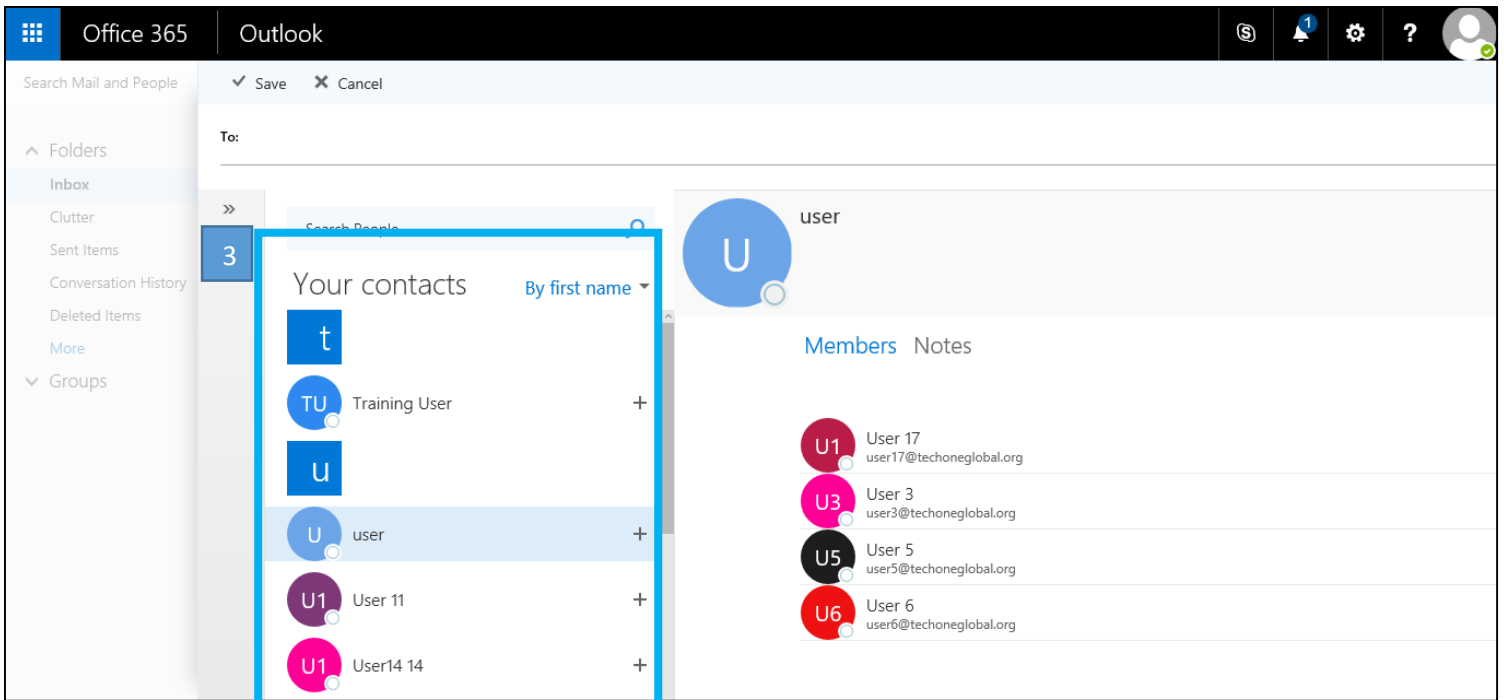 Office 365 Outlook 1 ?
Search Mail and People
Save Cancel
To:
Folders
Inbox
Clutter
Sent Items
Conversation History
Deleted Items
More
Groups
3
Search People
Your contacts By first name
t
TU Training User +
u
U user +
U1 User 11 +
U1 User14 14 +
U user
Members Notes
U1 User 17
user17@techoneglobal.org
U3 User 3
user3@techoneglobal.org
U5 User 5
user5@techoneglobal.org
U6 User 6
user6@techoneglobal.org